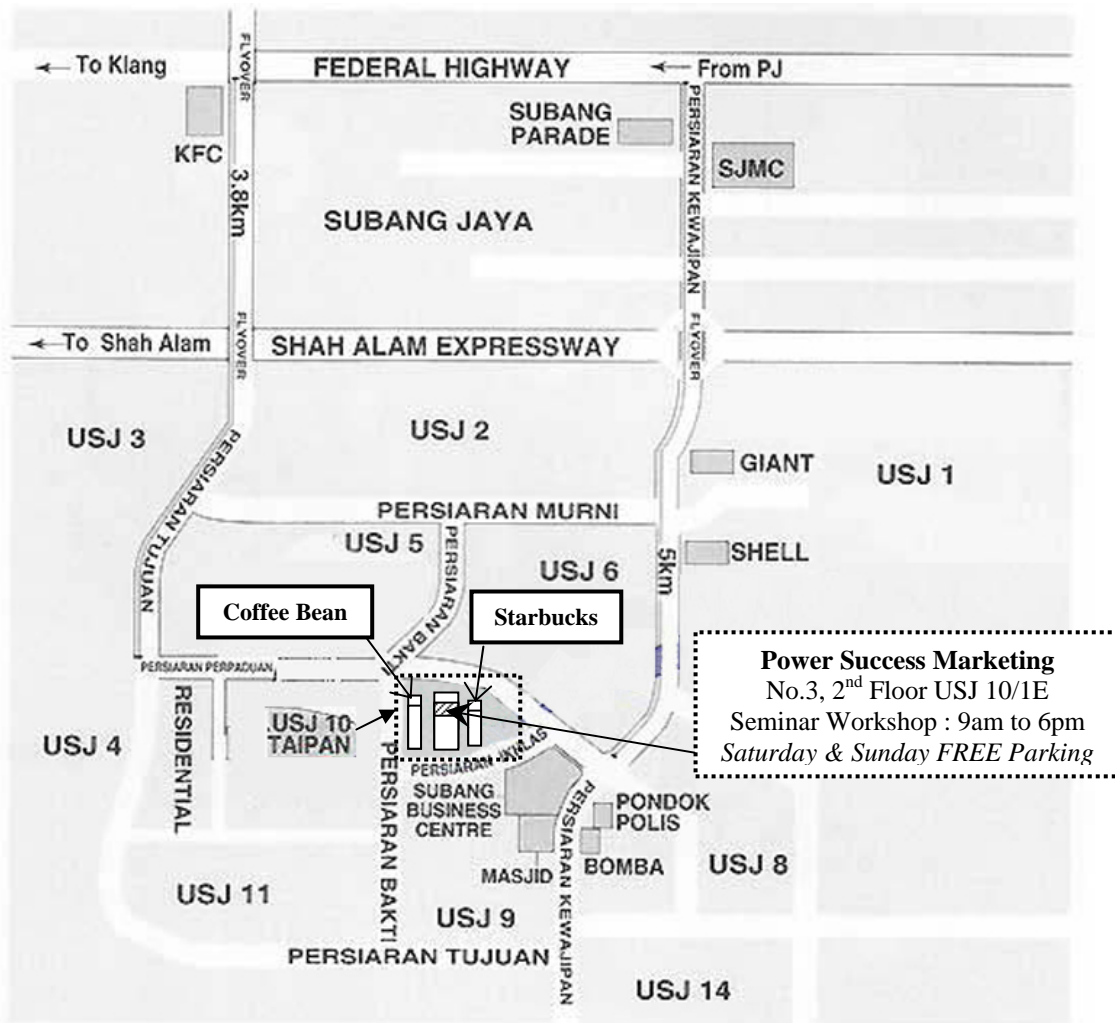 FLYOVER
← To Klang
FEDERAL HIGHWAY
← From PJ
KFC
3.8km
SUBANG
PARADE
PERSIARAN KEWAJIPAN
SJMC
SUBANG JAYA
FLYOVER
FLYOVER
← To Shah Alam
SHAH ALAM EXPRESSWAY
USJ 3
USJ 2
PERSIARAN TUJUAN
GIANT
USJ 1
PERSIARAN MURNI
USJ 5
PERSIARAN BAKTI
USJ 6
5km
SHELL
Coffee Bean
Starbucks
PERSIARAN PERPADUAN
Power Success Marketing
No.3, 2nd Floor USJ 10/1E
Seminar Workshop : 9am to 6pm
Saturday & Sunday FREE Parking
USJ 4
RESIDENTIAL
USJ 10
TAIPAN
PERSIARAN BAKTI
PERSIARAN IKHLAS
SUBANG
BUSINESS
CENTRE
PERSIARAN KEWAJIPAN
PONDOK
POLIS
MASJID
BOMBA
USJ 8
USJ 11
USJ 9
PERSIARAN TUJUAN
USJ 14